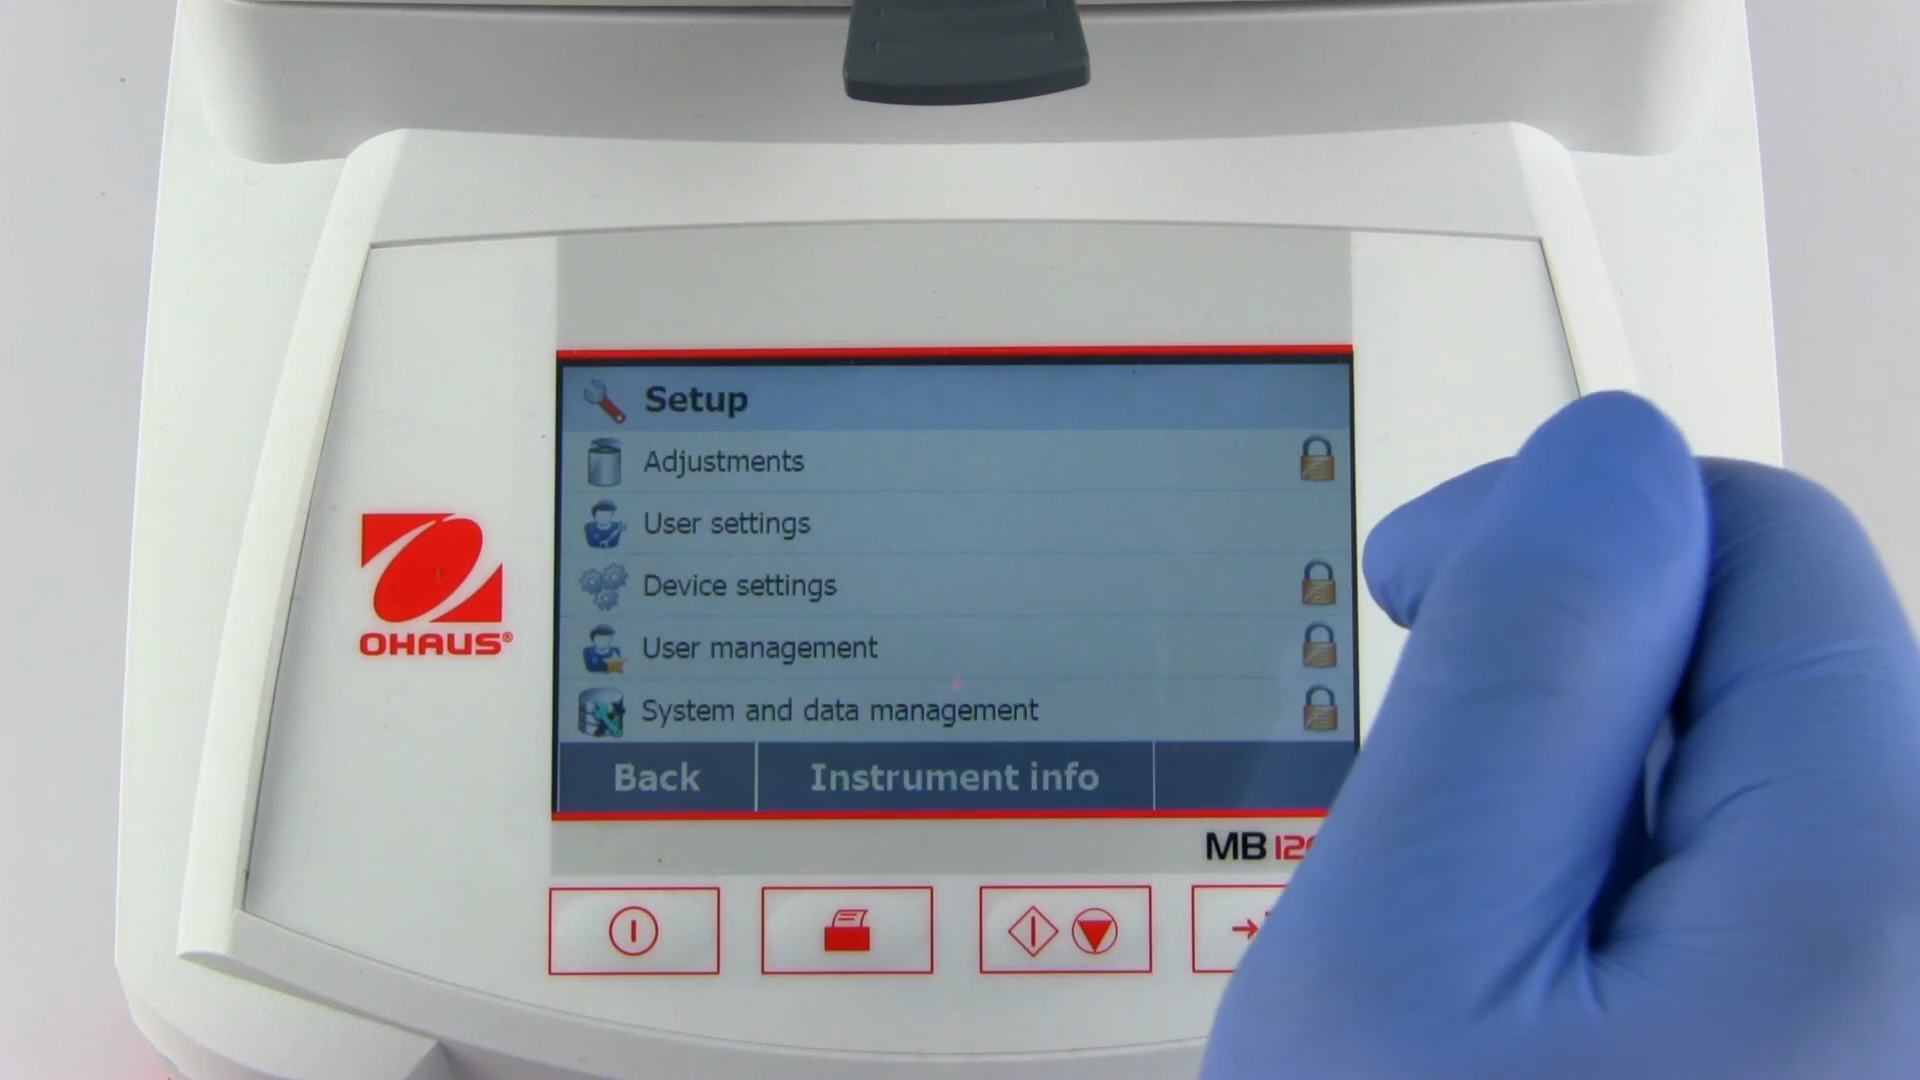 Setup
Adjustments
User settings
Device settings
User management
System and data management
Back
Instrument info
OHAUS®
MB